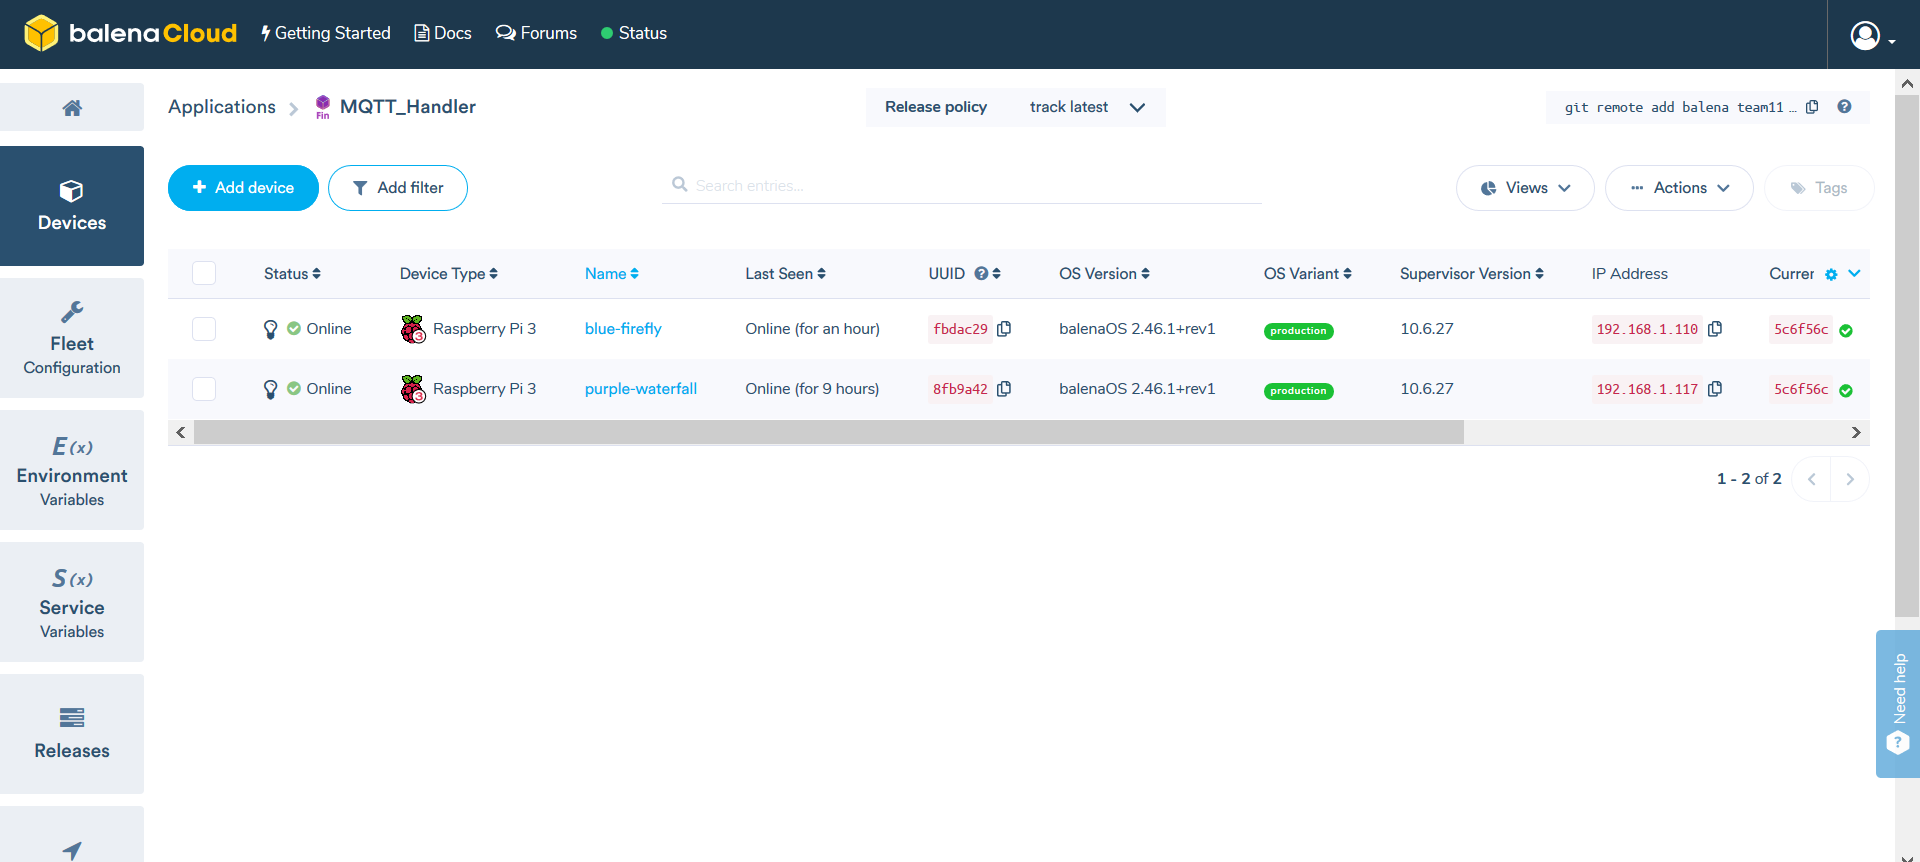 balenaCloud Getting Started Docs Forums Status
Applications Fin MQTT_Handler Release policy track latest git remote add balena team11 …
Add device Add filter Search entries... Views Actions Tags
Status Device Type Name Last Seen UUID OS Version OS Variant Supervisor Version IP Address Curren
Online 3 Raspberry Pi 3 blue-firefly Online (for an hour) fbdac29 balenaOS 2.46.1+rev1 production 10.6.27 192.168.1.110 5c6f56c
Online 3 Raspberry Pi 3 purple-waterfall Online (for 9 hours) 8fb9a42 balenaOS 2.46.1+rev1 production 10.6.27 192.168.1.117 5c6f56c
1 - 2 of 2
Devices
Fleet
Configuration
E(x)
Environment
Variables
S(x)
Service
Variables
Releases
Need help